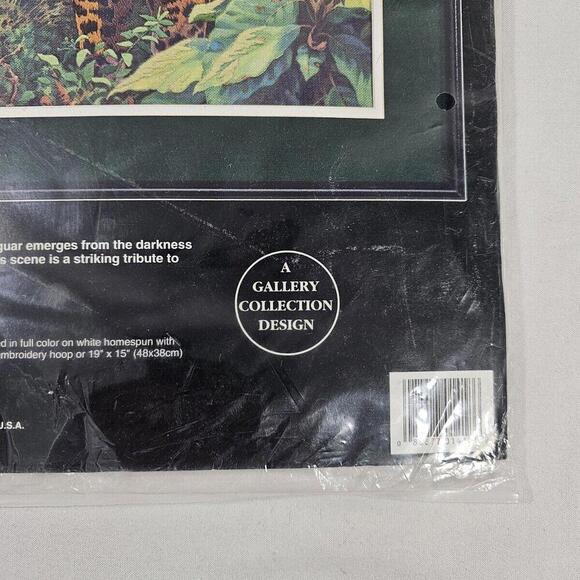 guar emerges from the darkness
s scene is a striking tribute to
A
GALLERY
COLLECTION
DESIGN
ed in full color on white homespun with
mbroidery hoop or 19" x 15" (48x38cm)
U.S.A.